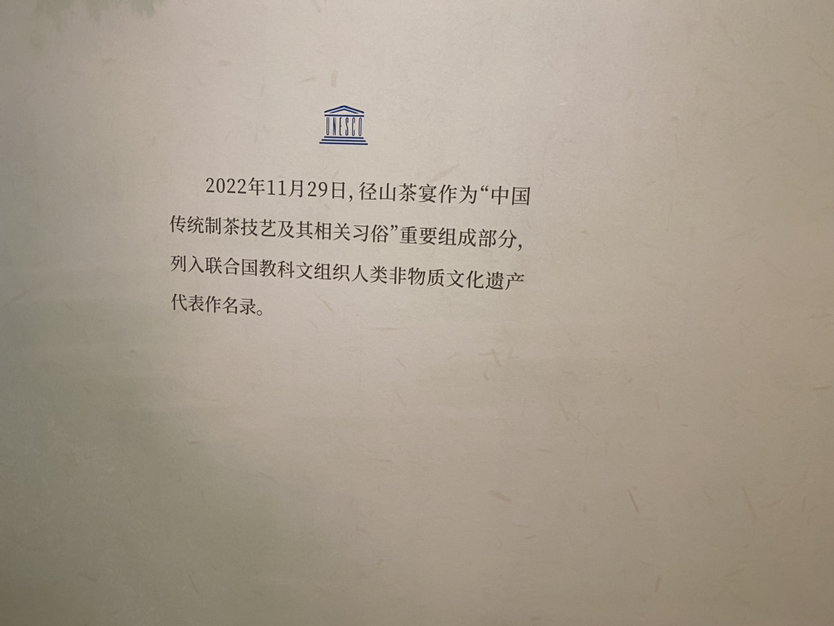 UNESCO
2022年11月29日，径山茶宴作为“中国
传统制茶技艺及其相关习俗”重要组成部分，
列入联合国教科文组织人类非物质文化遗产
代表作名录。